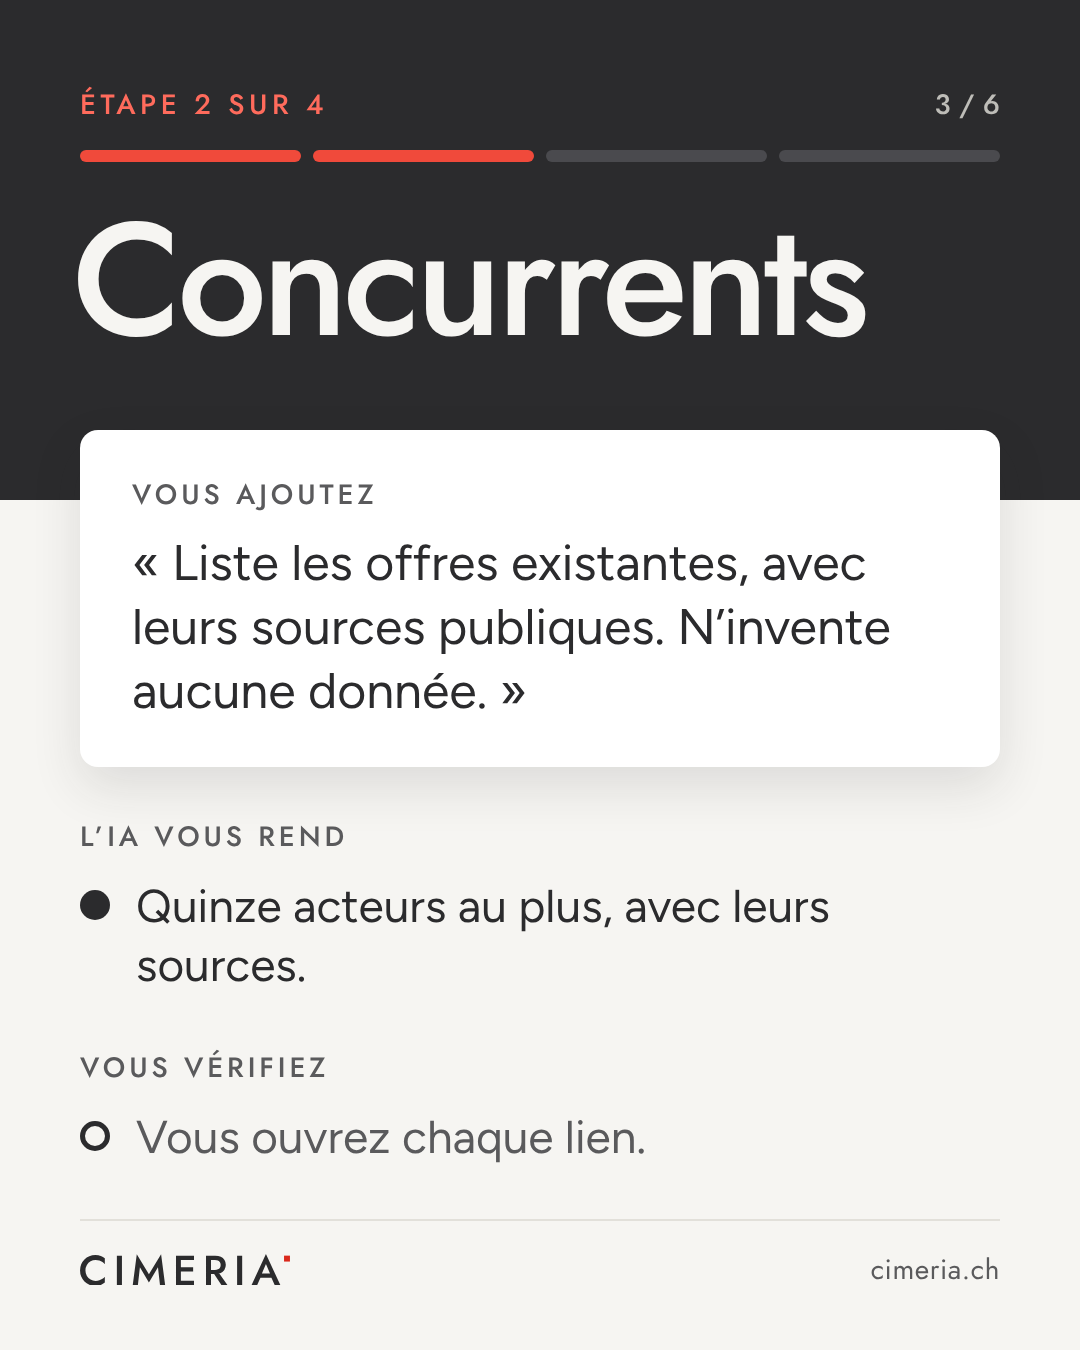 ÉTAPE 2 SUR 4
3 / 6
Concurrents
VOUS AJOUTEZ
« Liste les offres existantes, avec
leurs sources publiques. N’invente
aucune donnée. »
L’IA VOUS REND
Quinze acteurs au plus, avec leurs
sources.
VOUS VÉRIFIEZ
Vous ouvrez chaque lien.
CIMERIA
cimeria.ch